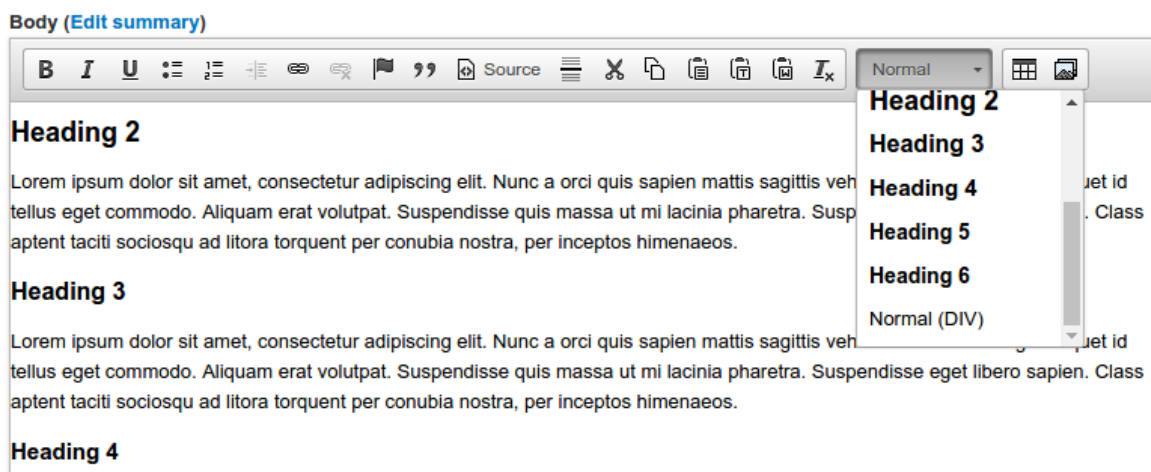 Body (Edit summary)
B I U Source Normal
Heading 2
Heading 3
Heading 4
Heading 5
Heading 6
Normal (DIV)
Heading 2
Lorem ipsum dolor sit amet, consectetur adipiscing elit. Nunc a orci quis sapien mattis sagittis veh uet id
tellus eget commodo. Aliquam erat volutpat. Suspendisse quis massa ut mi lacinia pharetra. Susp . Class
aptent taciti sociosqu ad litora torquent per conubia nostra, per inceptos himenaeos.
Heading 3
Lorem ipsum dolor sit amet, consectetur adipiscing elit. Nunc a orci quis sapien mattis sagittis veh uet id
tellus eget commodo. Aliquam erat volutpat. Suspendisse quis massa ut mi lacinia pharetra. Suspendisse eget libero sapien. Class
aptent taciti sociosqu ad litora torquent per conubia nostra, per inceptos himenaeos.
Heading 4